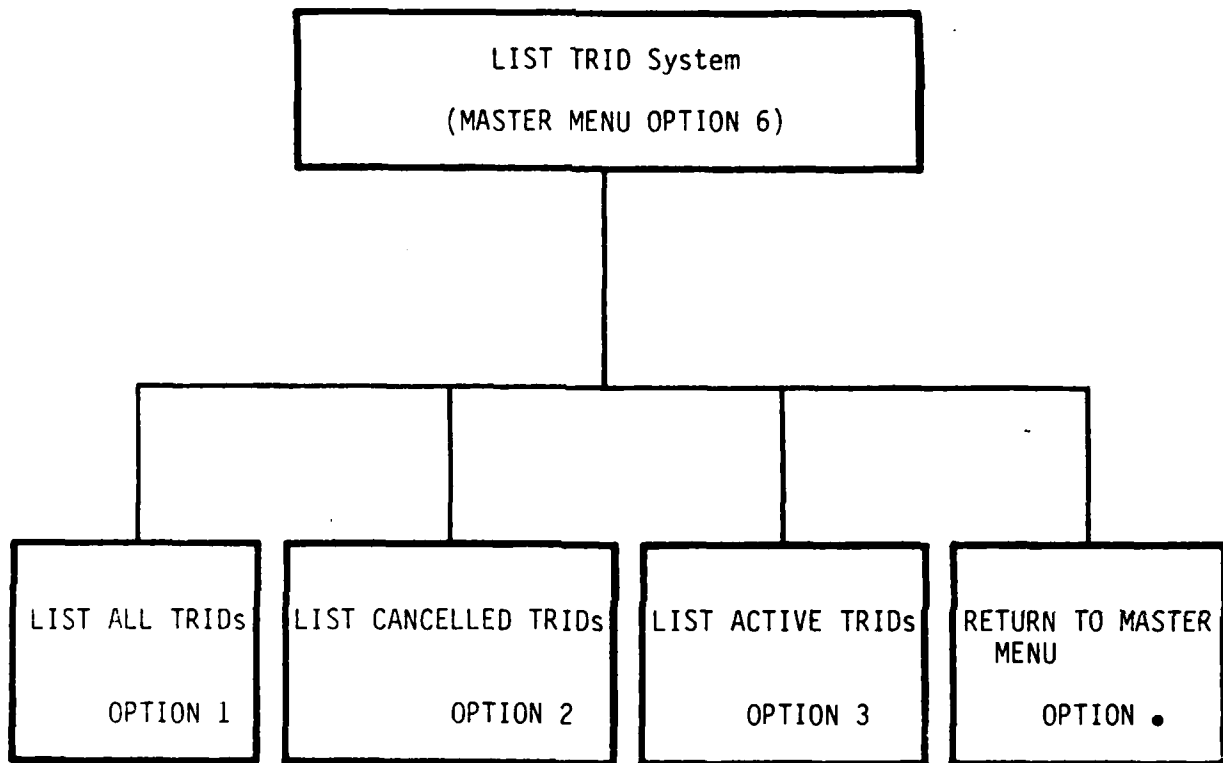 LIST TRID System
(MASTER MENU OPTION 6)
LIST ALL TRIDs
OPTION 1
LIST CANCELLED TRIDs
OPTION 2
LIST ACTIVE TRIDs
OPTION 3
RETURN TO MASTER
MENU
OPTION •